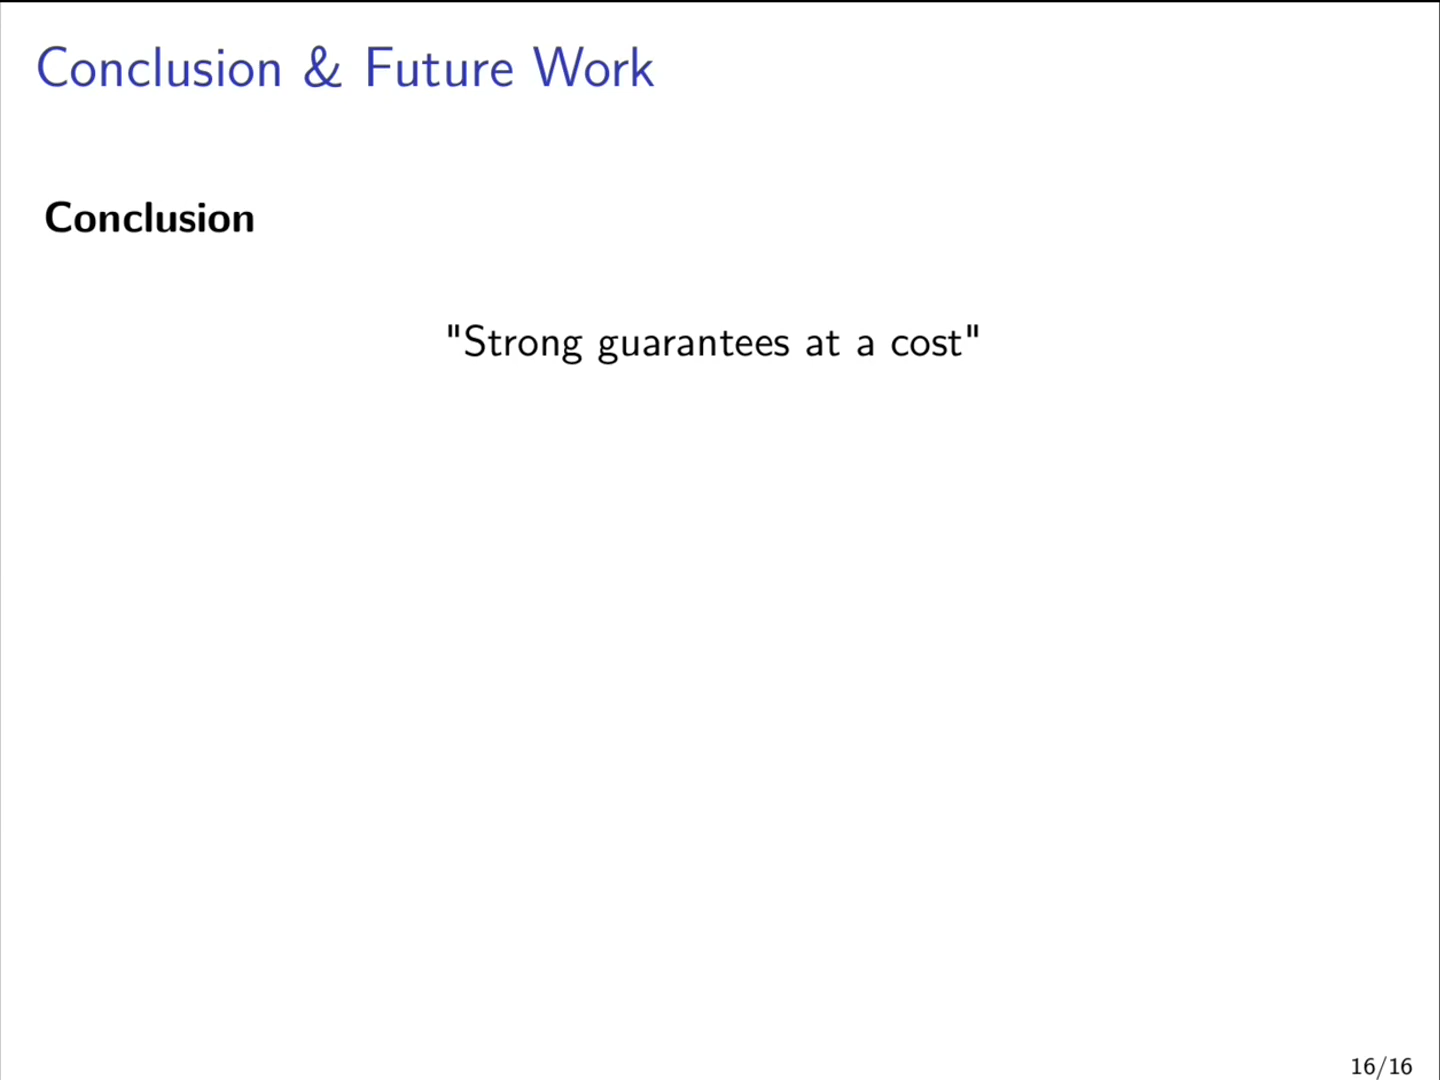 Conclusion & Future Work
Conclusion
"Strong guarantees at a cost"
16/16